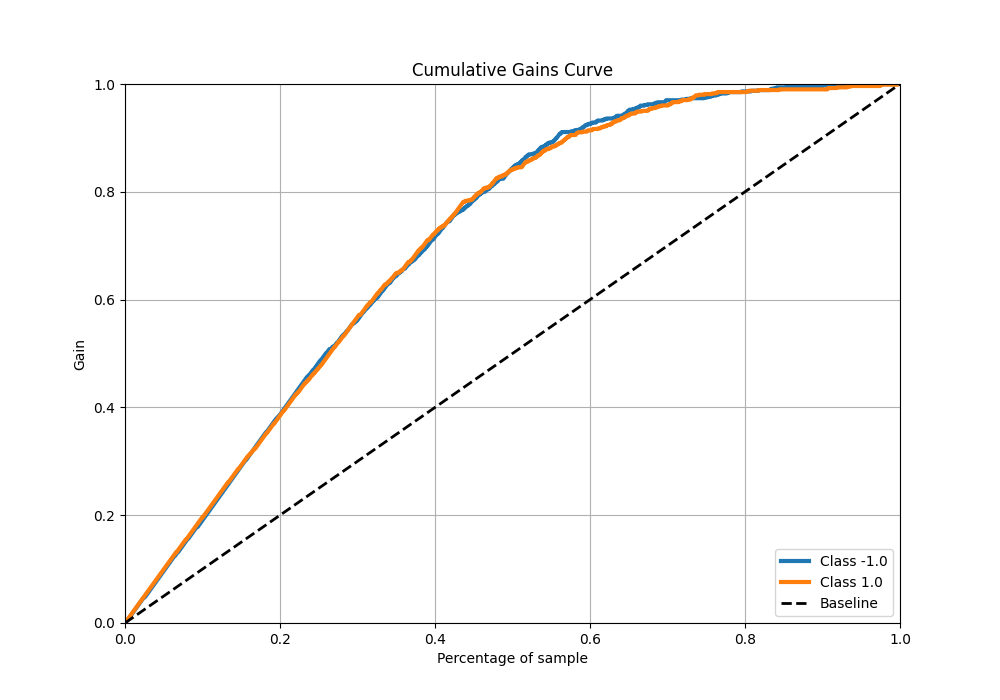 Cumulative Gains Curve
Gain
1.0
0.8
0.6
0.4
0.2
0.0
0.0 0.2 0.4 0.6 0.8 1.0
Percentage of sample
Class -1.0
Class 1.0
Baseline